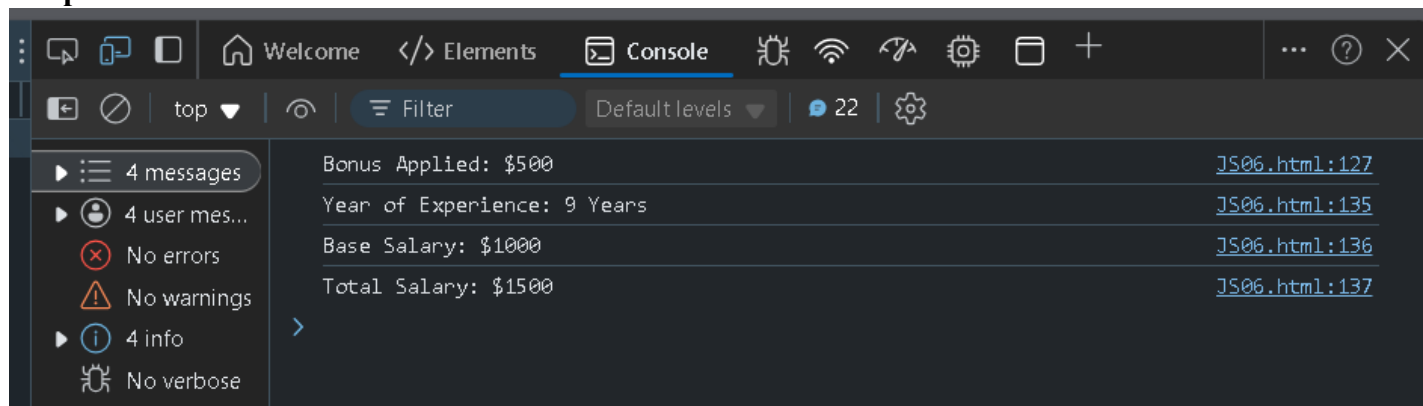 Welcome </> Elements Console
top Filter Default levels 22
4 messages
4 user mes...
No errors
No warnings
4 info
No verbose
Bonus Applied: $500 JS06.html:127
Year of Experience: 9 Years JS06.html:135
Base Salary: $1000 JS06.html:136
Total Salary: $1500 JS06.html:137
>